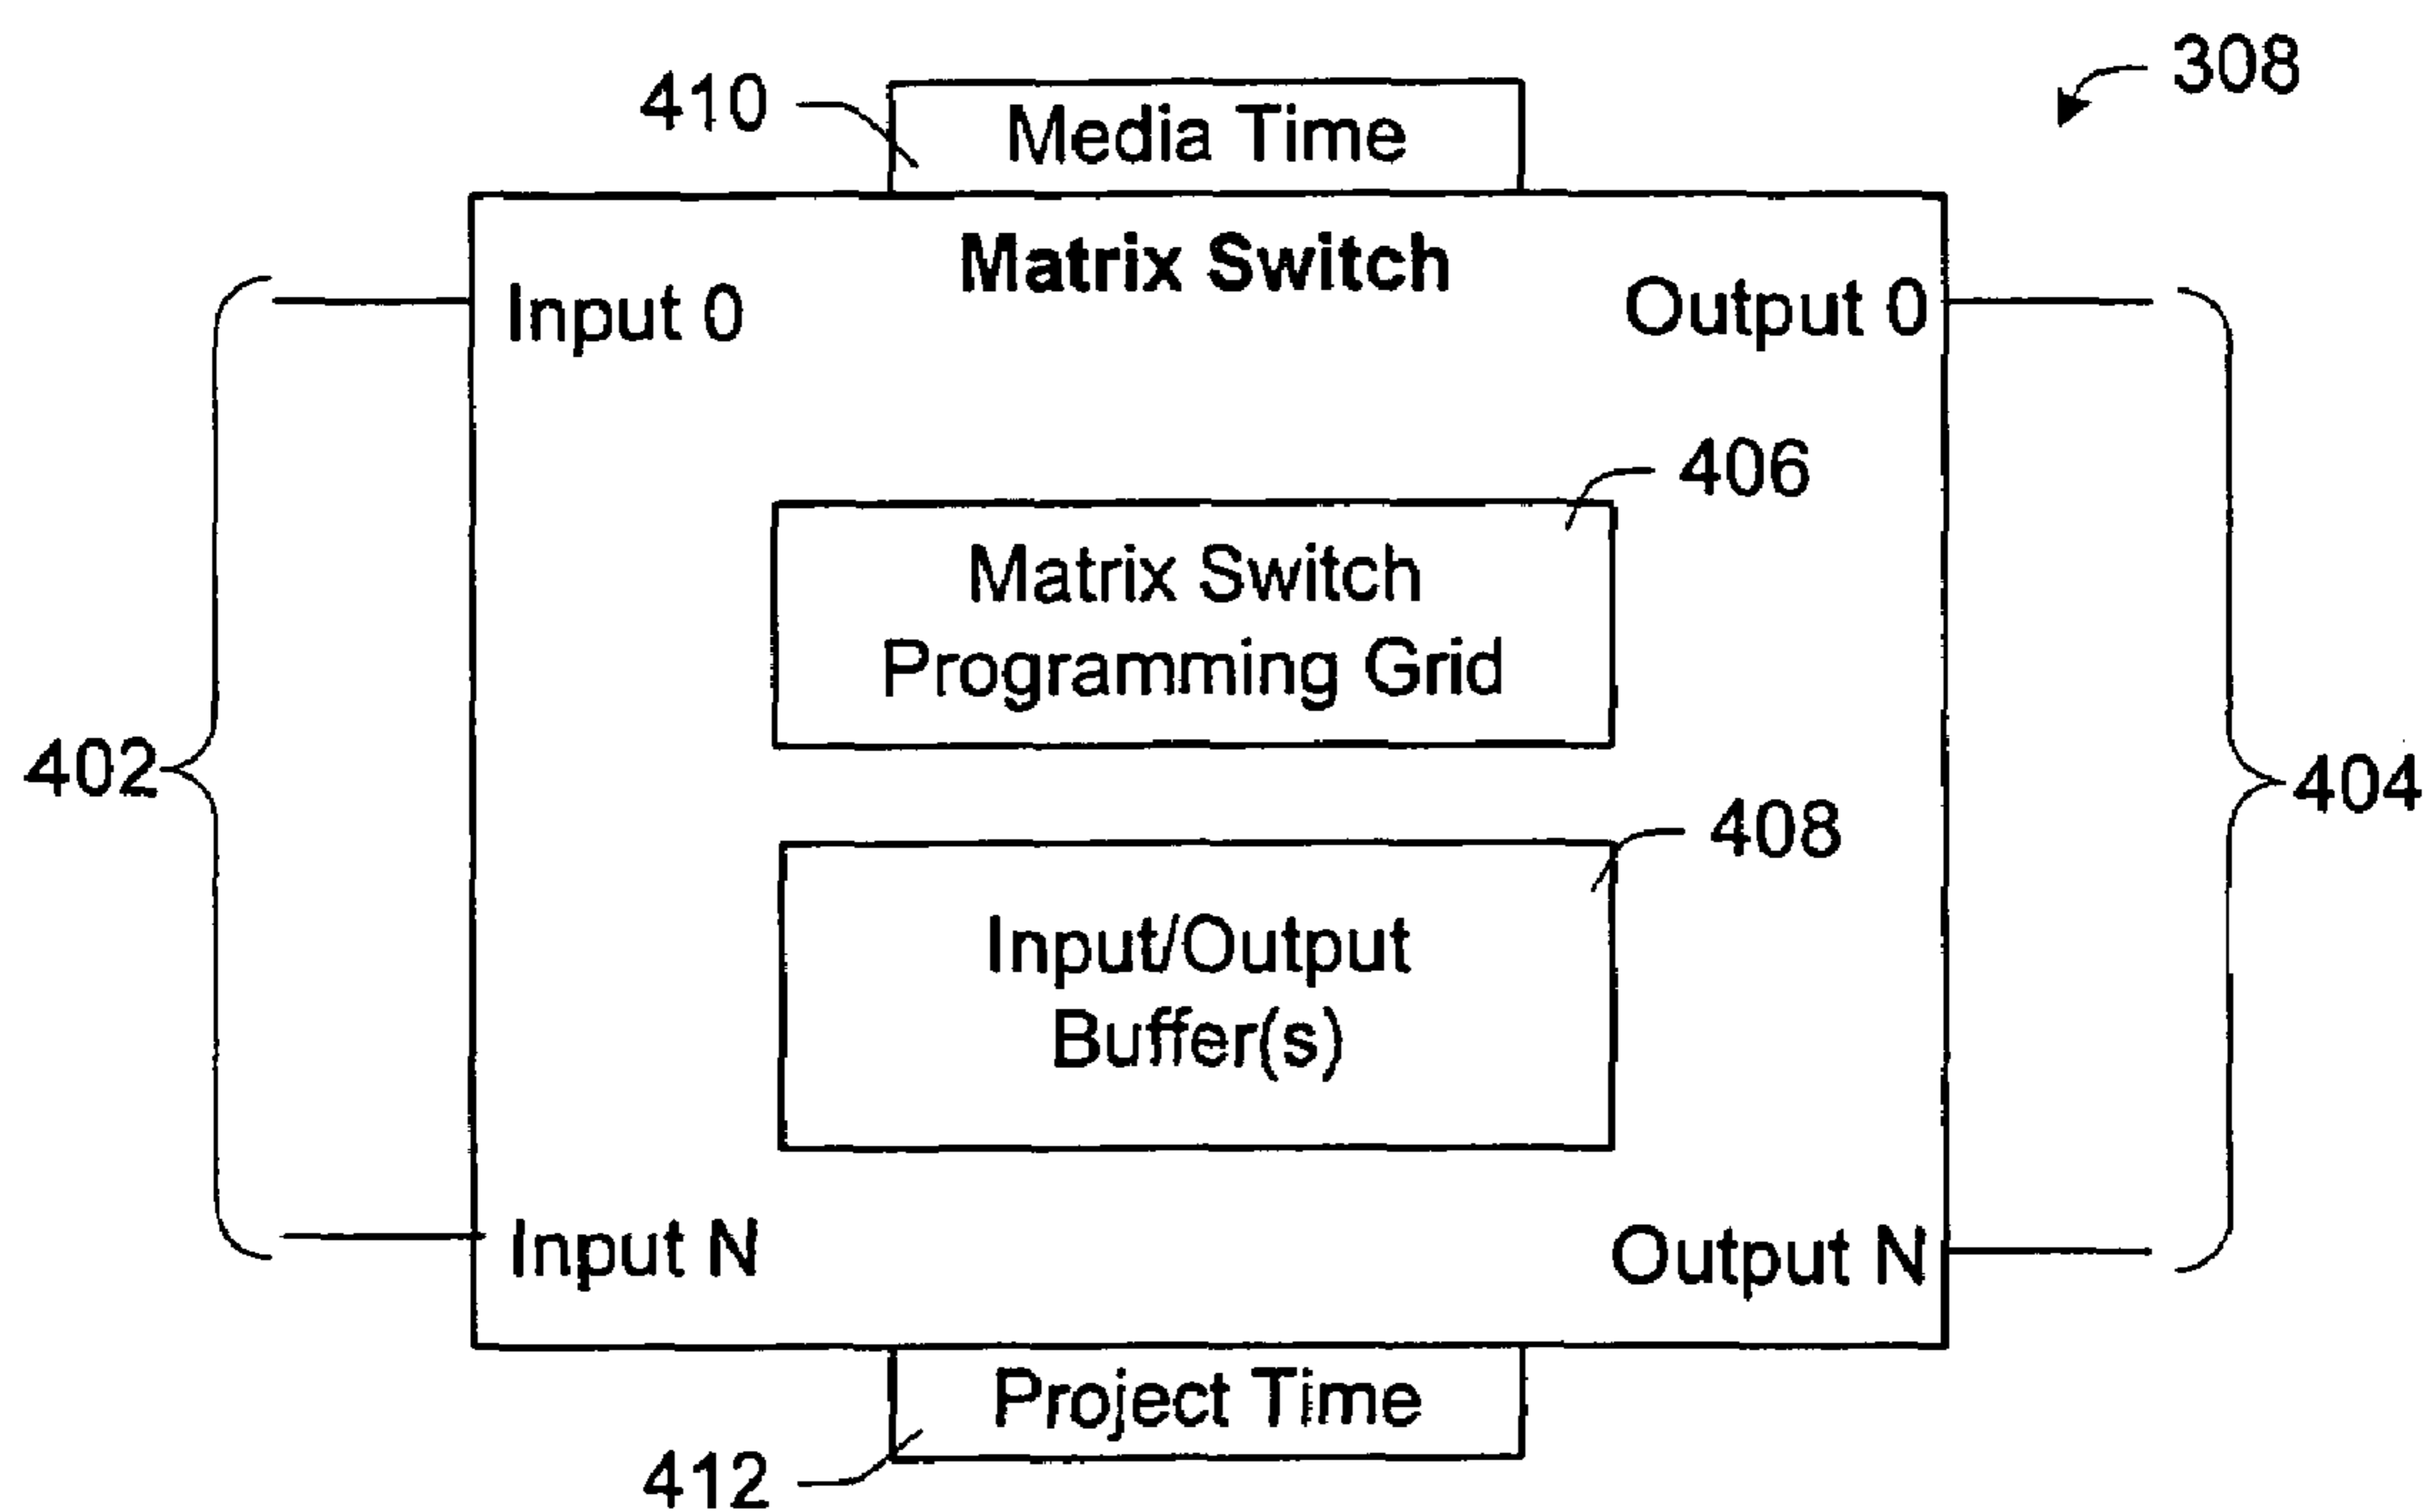 308
410
Media Time
Matrix Switch
Input 0
Output 0
406
Matrix Switch
Programming Grid
402
404
408
Input/Output
Buffer(s)
Input N
Output N
Project Time
412